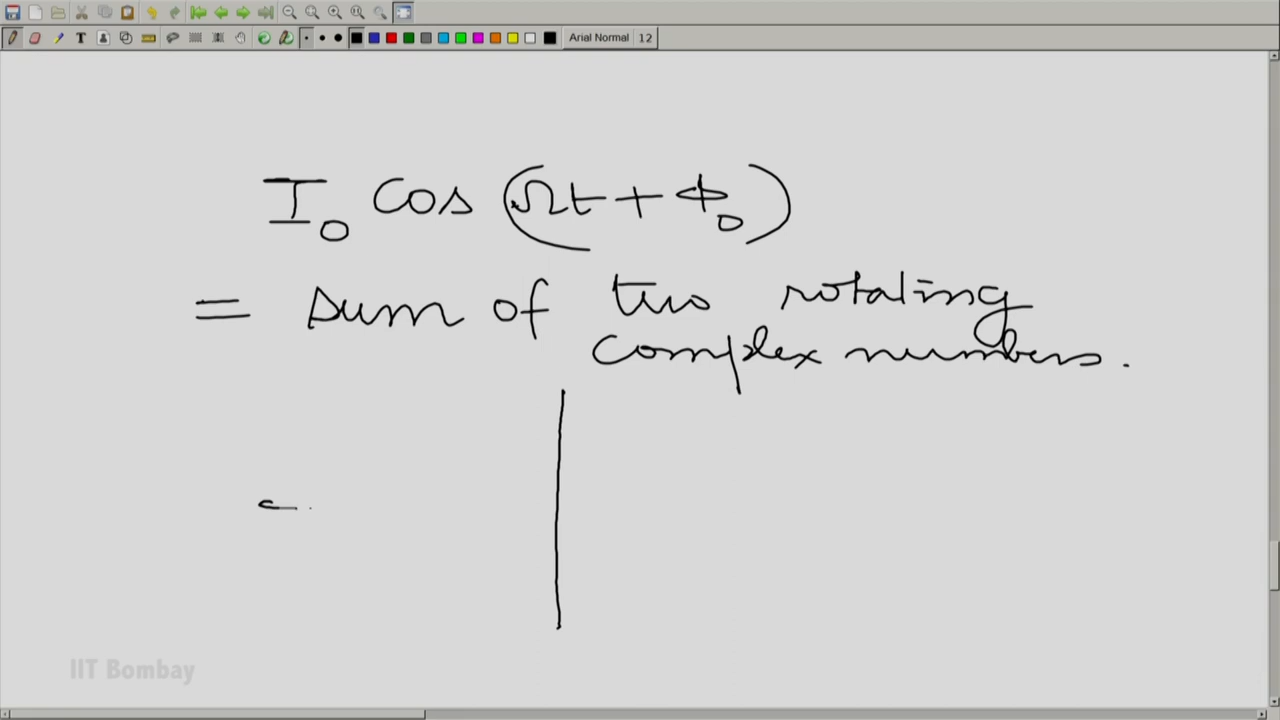 Arial Normal 12
I₀ cos (Ωt + Φ₀)
= sum of two rotating
complex numbers.
IIT Bombay